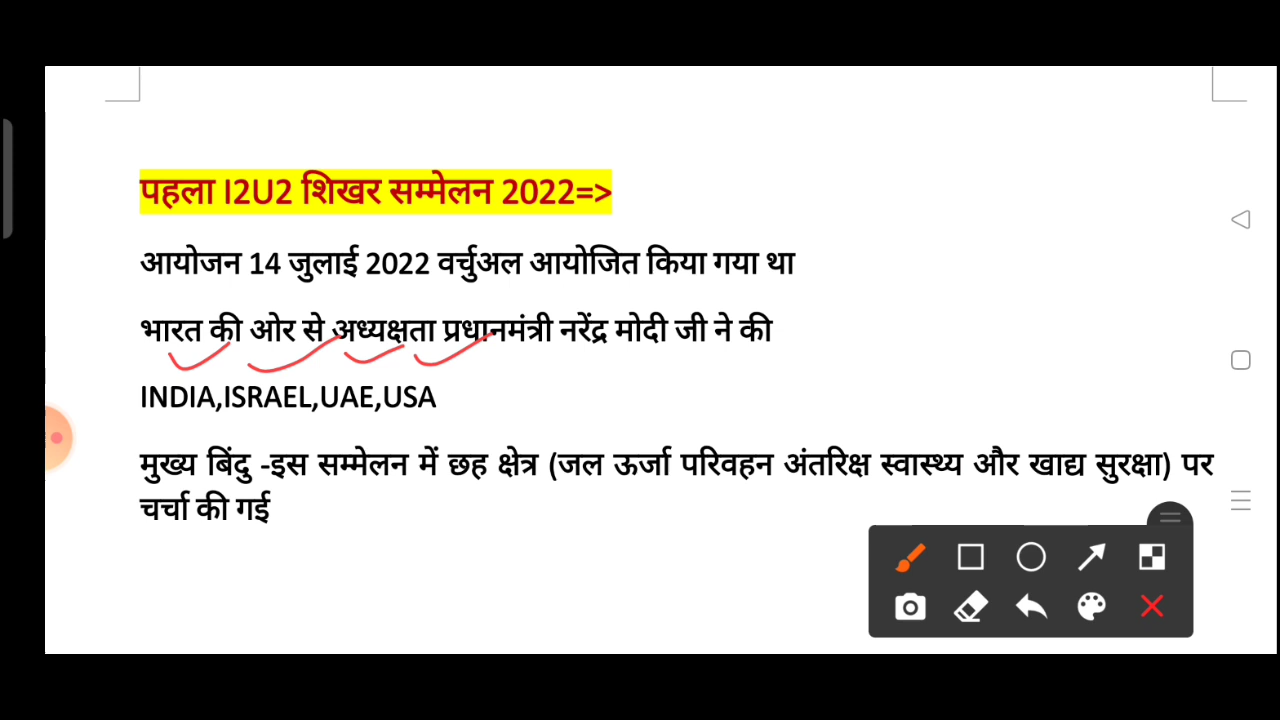 पहला I2U2 शिखर सम्मेलन 2022=>
आयोजन 14 जुलाई 2022 वर्चुअल आयोजित किया गया था
भारत की ओर से अध्यक्षता प्रधानमंत्री नरेंद्र मोदी जी ने की
INDIA,ISRAEL,UAE,USA
मुख्य बिंदु -इस सम्मेलन में छह क्षेत्र (जल ऊर्जा परिवहन अंतरिक्ष स्वास्थ्य और खाद्य सुरक्षा) पर
चर्चा की गई